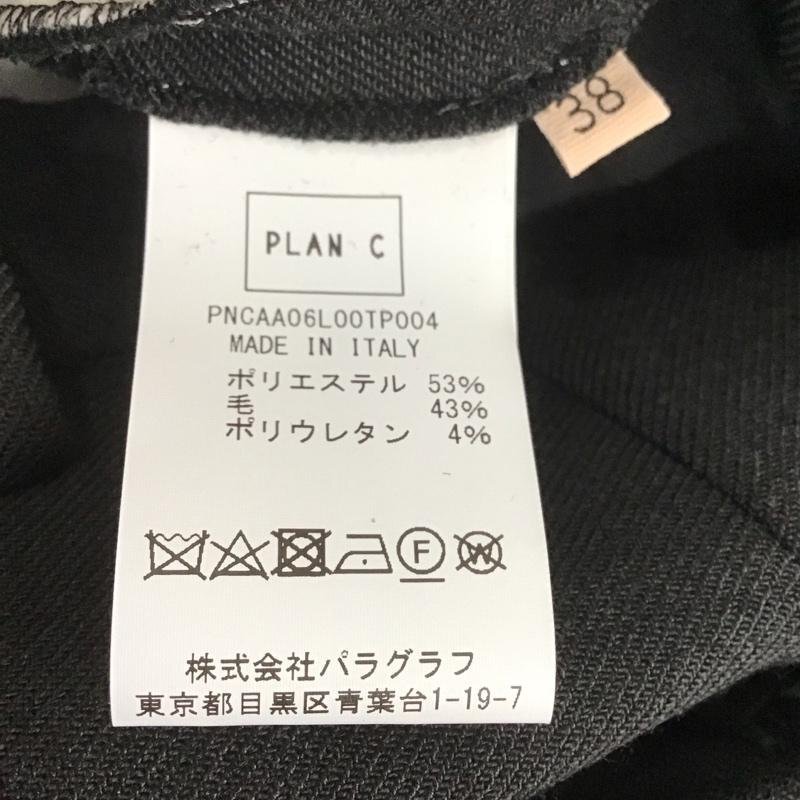 38
PLAN C
PNCAA06L00TP004
MADE IN ITALY
ポリエステル 53%
毛 43%
ポリウレタン 4%
F W
株式会社パラグラフ
東京都目黒区青葉台1-19-7